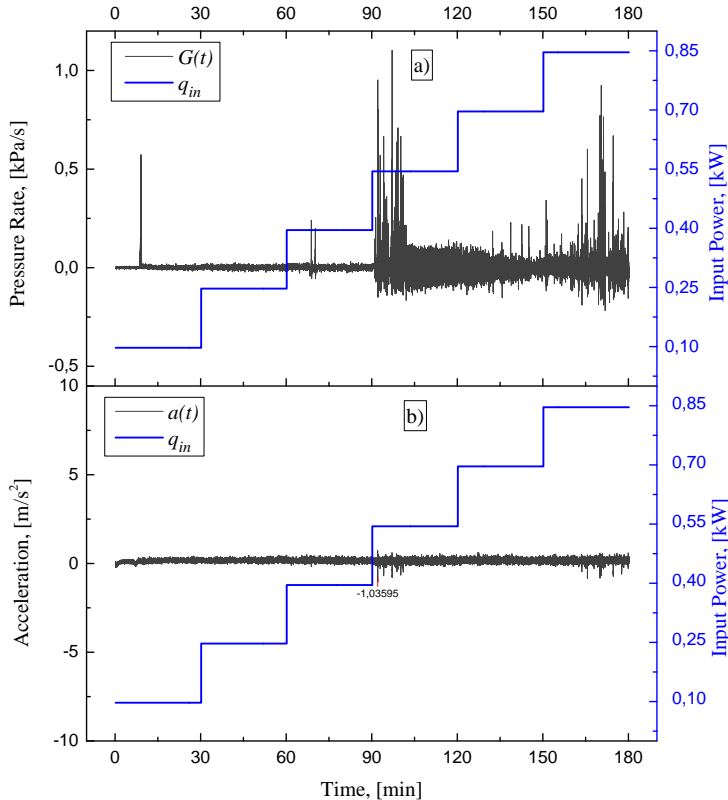 0 30 60 90 120 150 180
G(t)
q_in
a)
1,0
0,5
0,0
-0,5
Pressure Rate, [kPa/s]
0,85
0,70
0,55
0,40
0,25
0,10
Input Power, [kW]
a(t)
q_in
b)
10
5
0
-5
-10
Acceleration, [m/s²]
-1,03595
0,85
0,70
0,55
0,40
0,25
0,10
Input Power, [kW]
0 30 60 90 120 150 180
Time, [min]